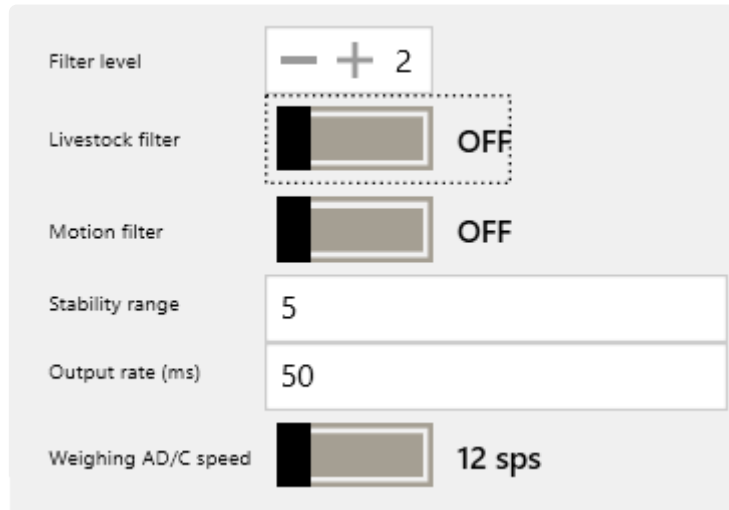 Filter level 2
Livestock filter OFF
Motion filter OFF
Stability range 5
Output rate (ms) 50
Weighing AD/C speed 12 sps